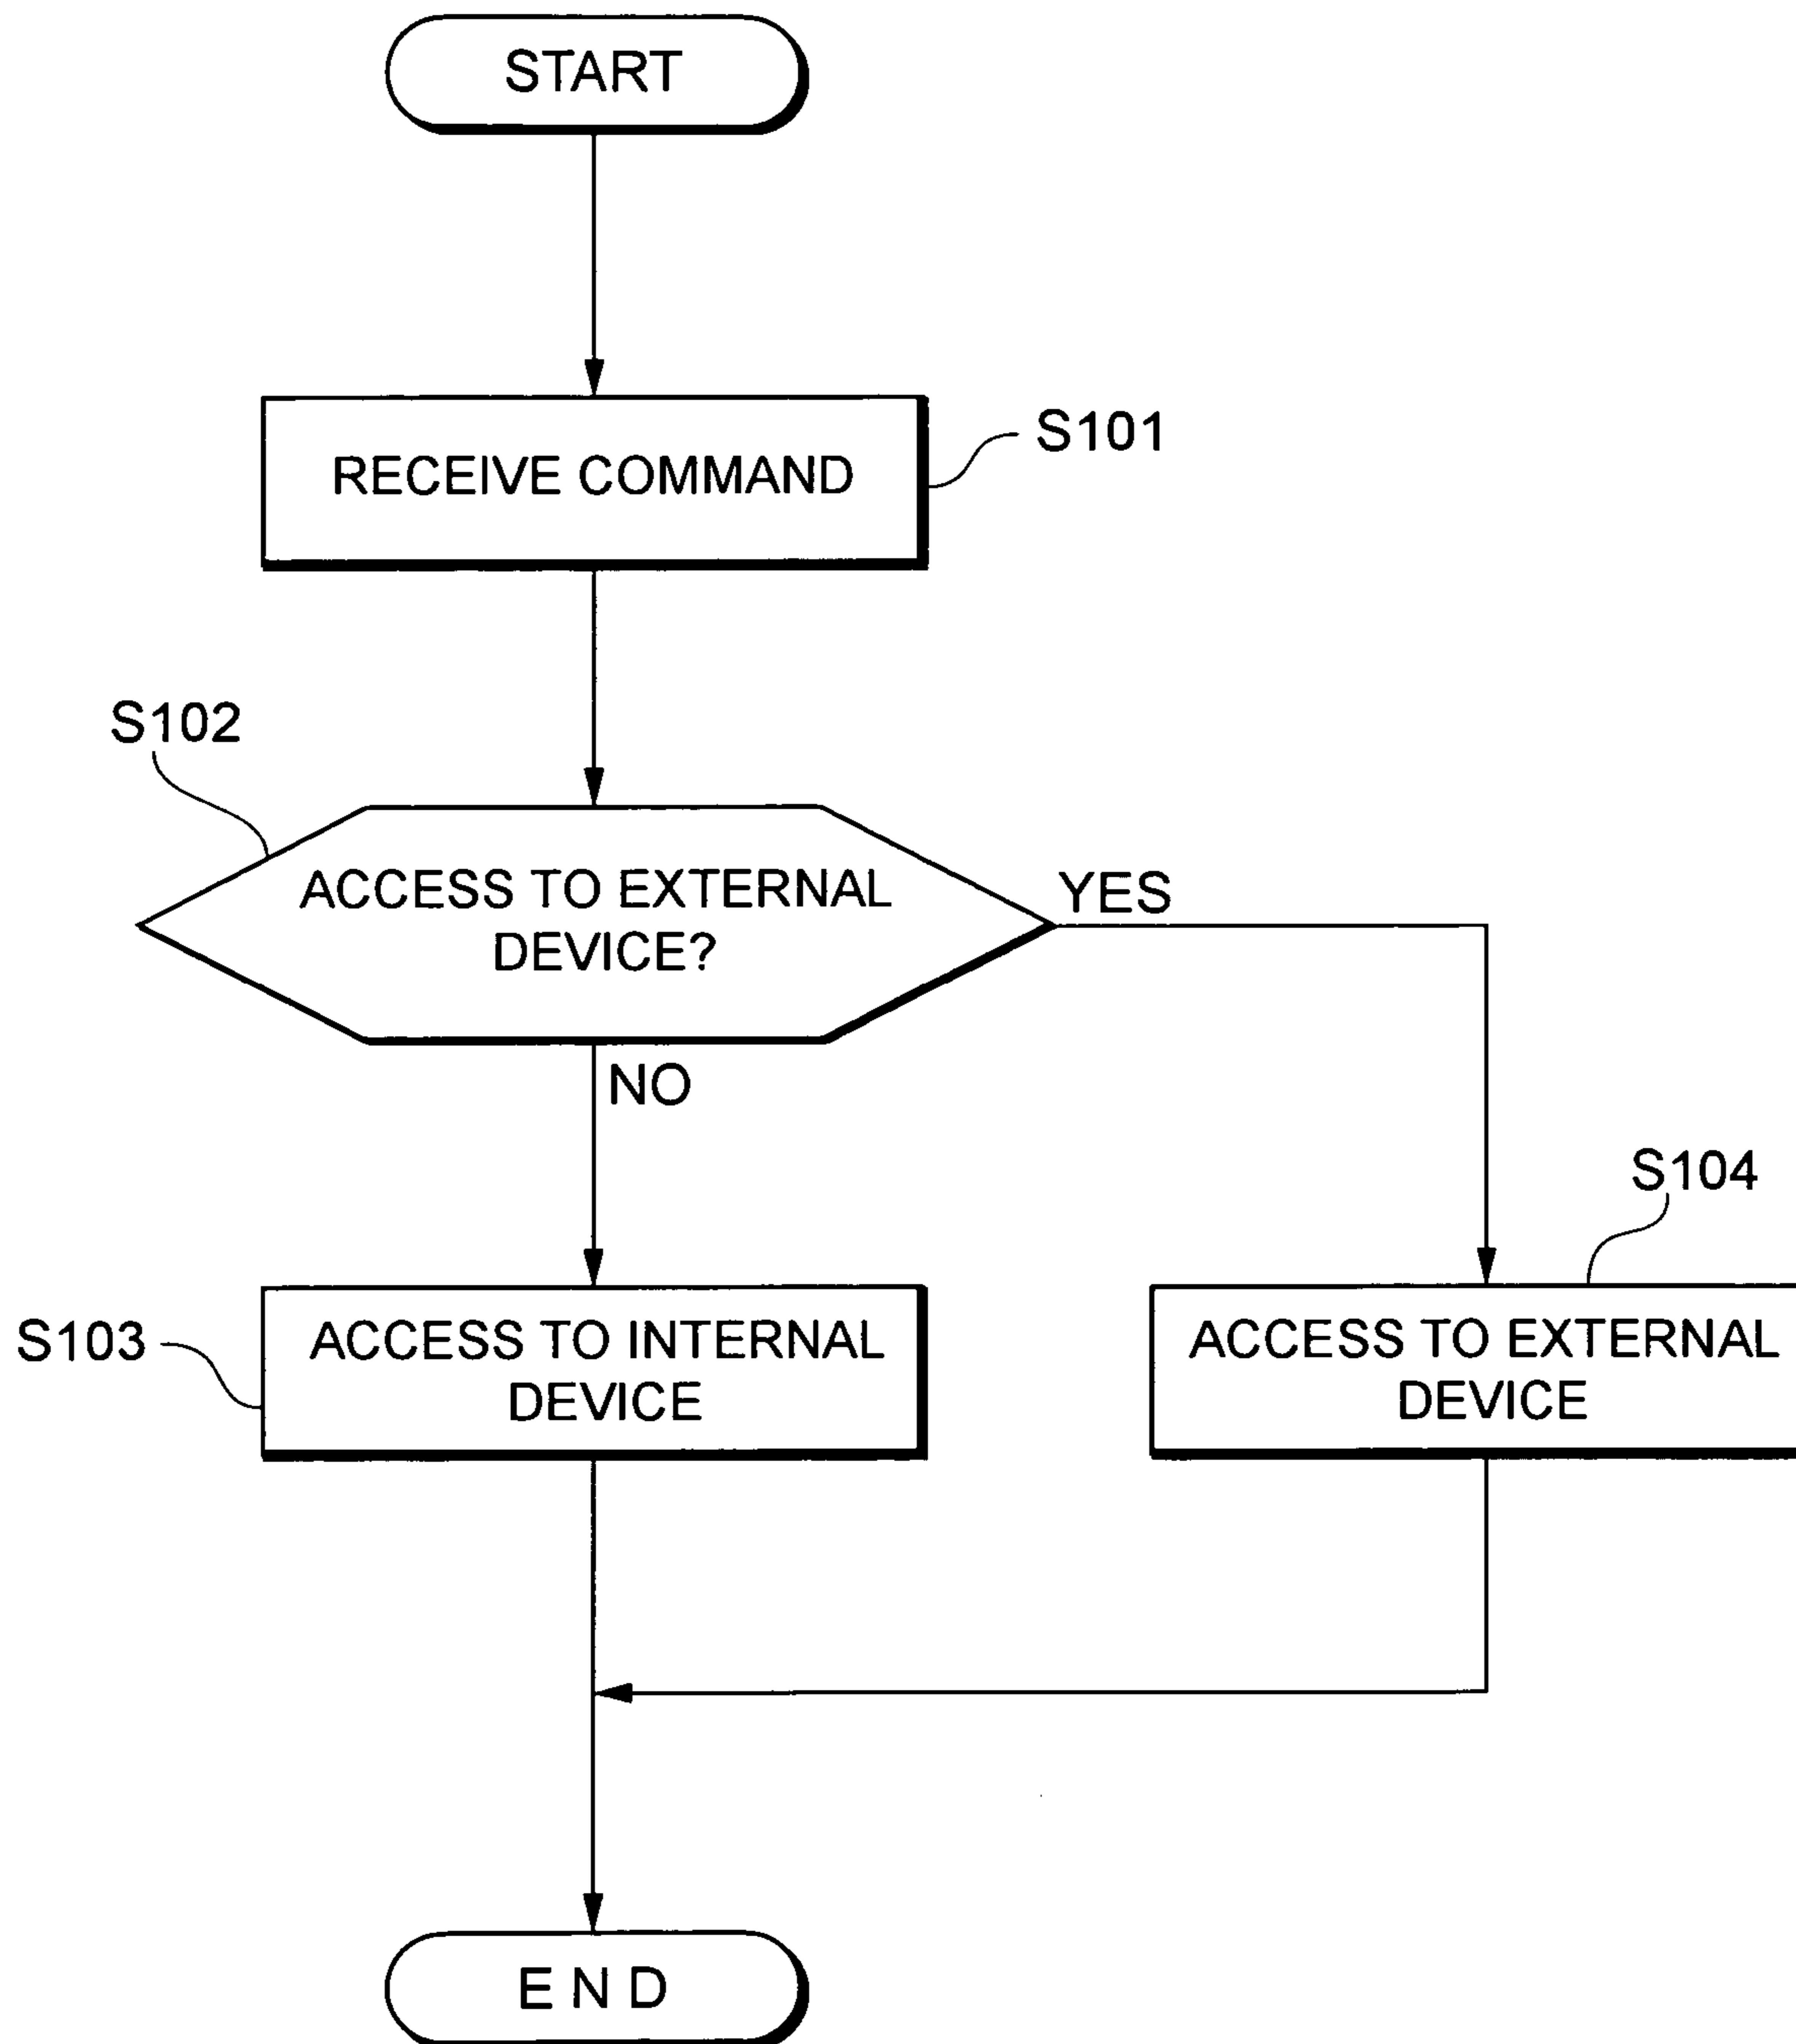 START
RECEIVE COMMAND
S101
S102
ACCESS TO EXTERNAL
DEVICE?
YES
NO
S103
ACCESS TO INTERNAL
DEVICE
S104
ACCESS TO EXTERNAL
DEVICE
E N D